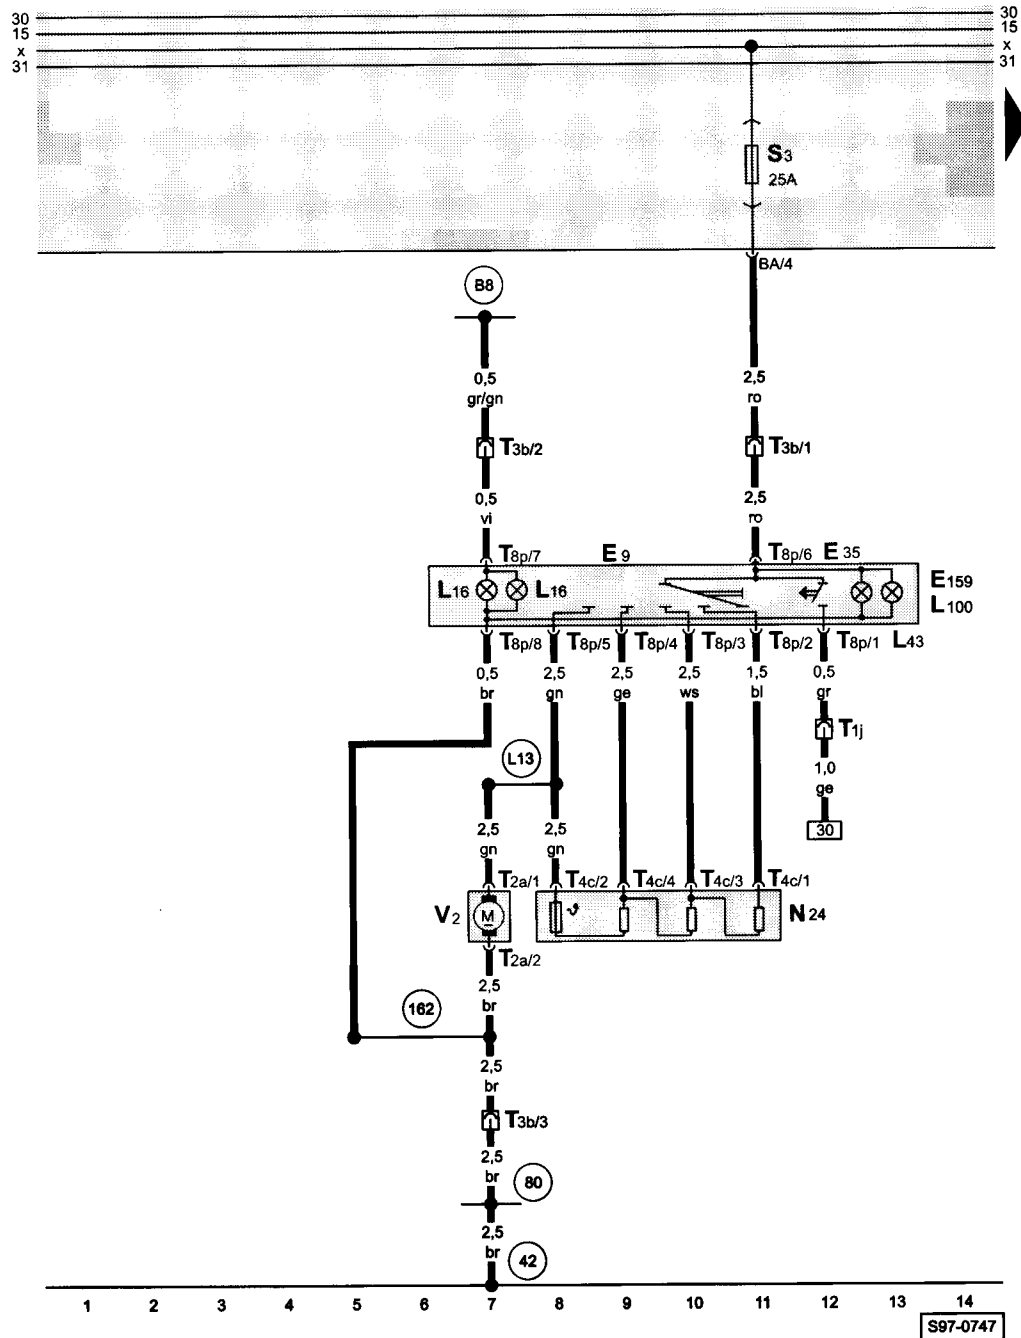 30 30
15 15
x x
31 31
S3
25A
BA/4
B8
0,5 2,5
gr/gn ro
T3b/2 T3b/1
0,5 2,5
vi ro
T8p/7 E9 T8p/6 E35
L16 L16 E159
L100
T8p/8 T8p/5 T8p/4 T8p/3 T8p/2 T8p/1 L43
0,5 2,5 2,5 2,5 1,5 0,5
br gn ge ws bl gr
T1j
L13
1,0
ge
30
2,5 2,5
gn gn
T2a/1 T4c/2 T4c/4 T4c/3 T4c/1
V2 M ϑ N24
T2a/2
2,5
br
162
2,5
br
T3b/3
2,5
br
80
2,5
br
42
1 2 3 4 5 6 7 8 9 10 11 12 13 14
S97-0747